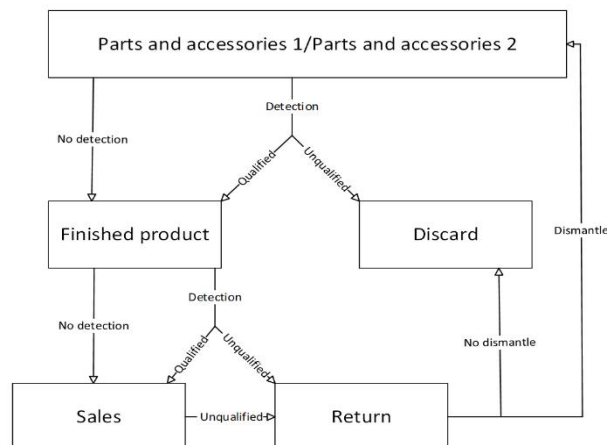 Parts and accessories 1/Parts and accessories 2
Detection
No detection
Qualified
Unqualified
Finished product
Discard
Dismantle
Detection
No detection
Qualified
Unqualified
No dismantle
Sales
Unqualified
Return